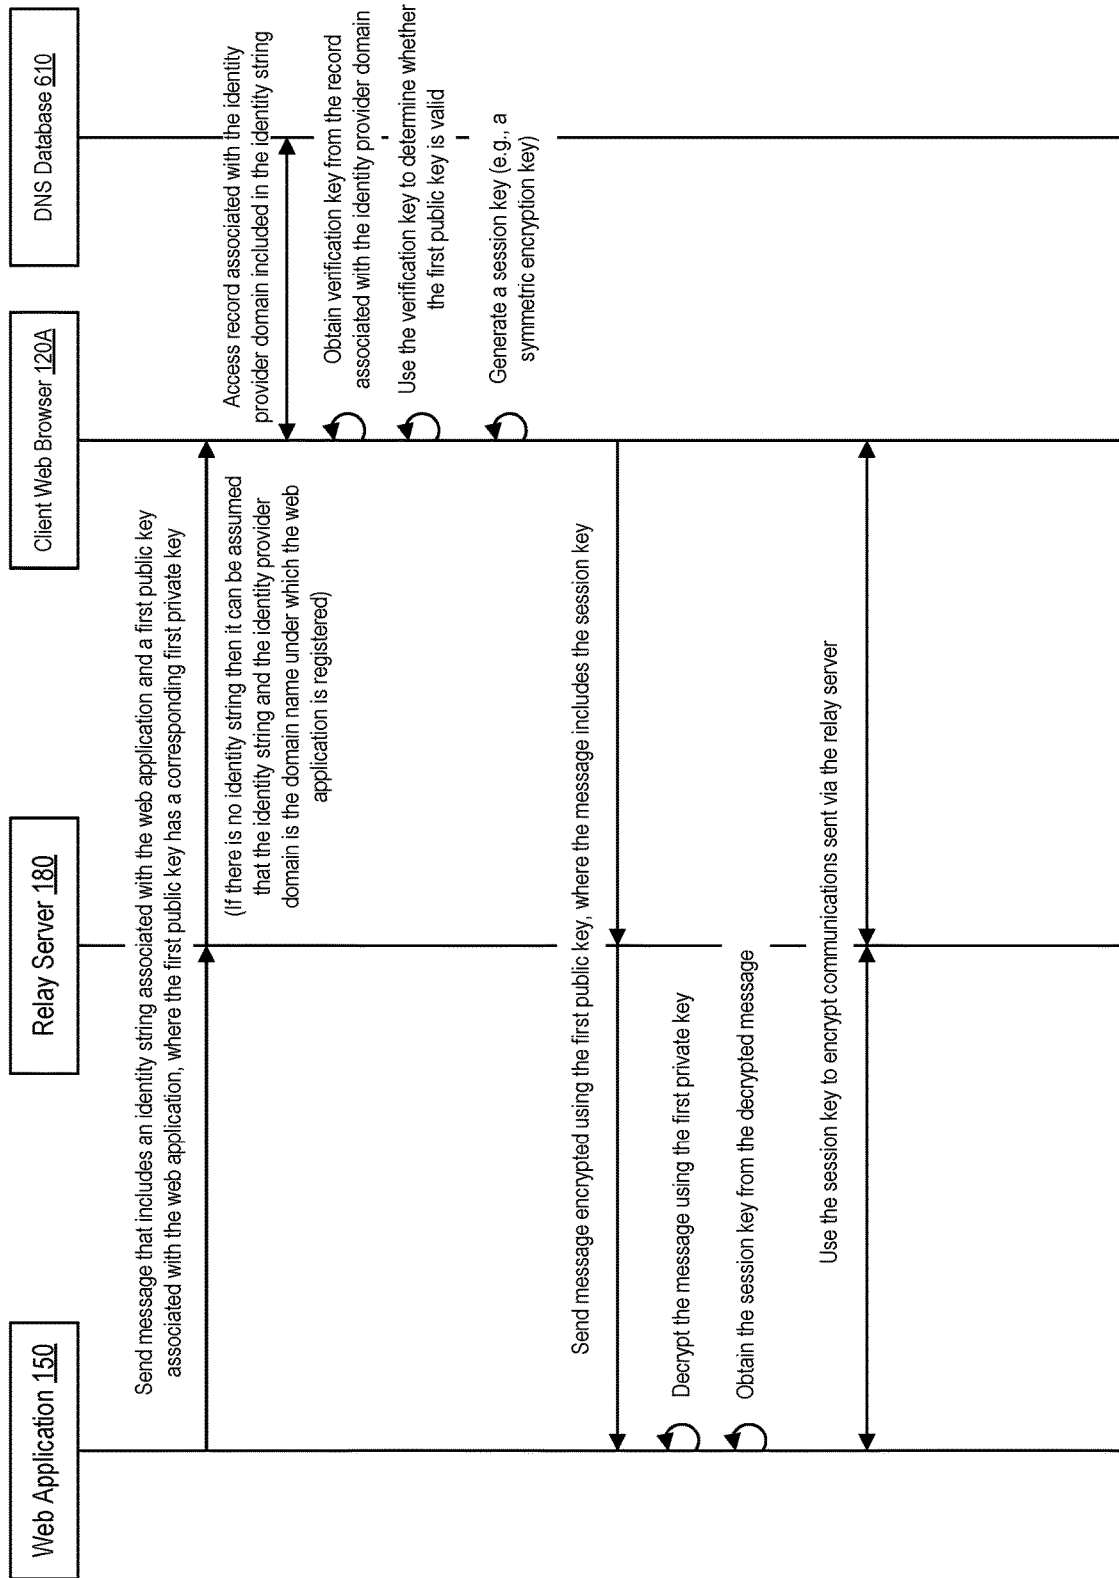 Web Application 150
Relay Server 180
Client Web Browser 120A
DNS Database 610
Send message that includes an identity string associated with the web application and a first public key
associated with the web application, where the first public key has a corresponding first private key
(If there is no identity string then it can be assumed
that the identity string and the identity provider
domain is the domain name under which the web
application is registered)
Access record associated with the identity
provider domain included in the identity string
Obtain verification key from the record
associated with the identity provider domain
Use the verification key to determine whether
the first public key is valid
Generate a session key (e.g., a
symmetric encryption key)
Send message encrypted using the first public key, where the message includes the session key
Decrypt the message using the first private key
Obtain the session key from the decrypted message
Use the session key to encrypt communications sent via the relay server